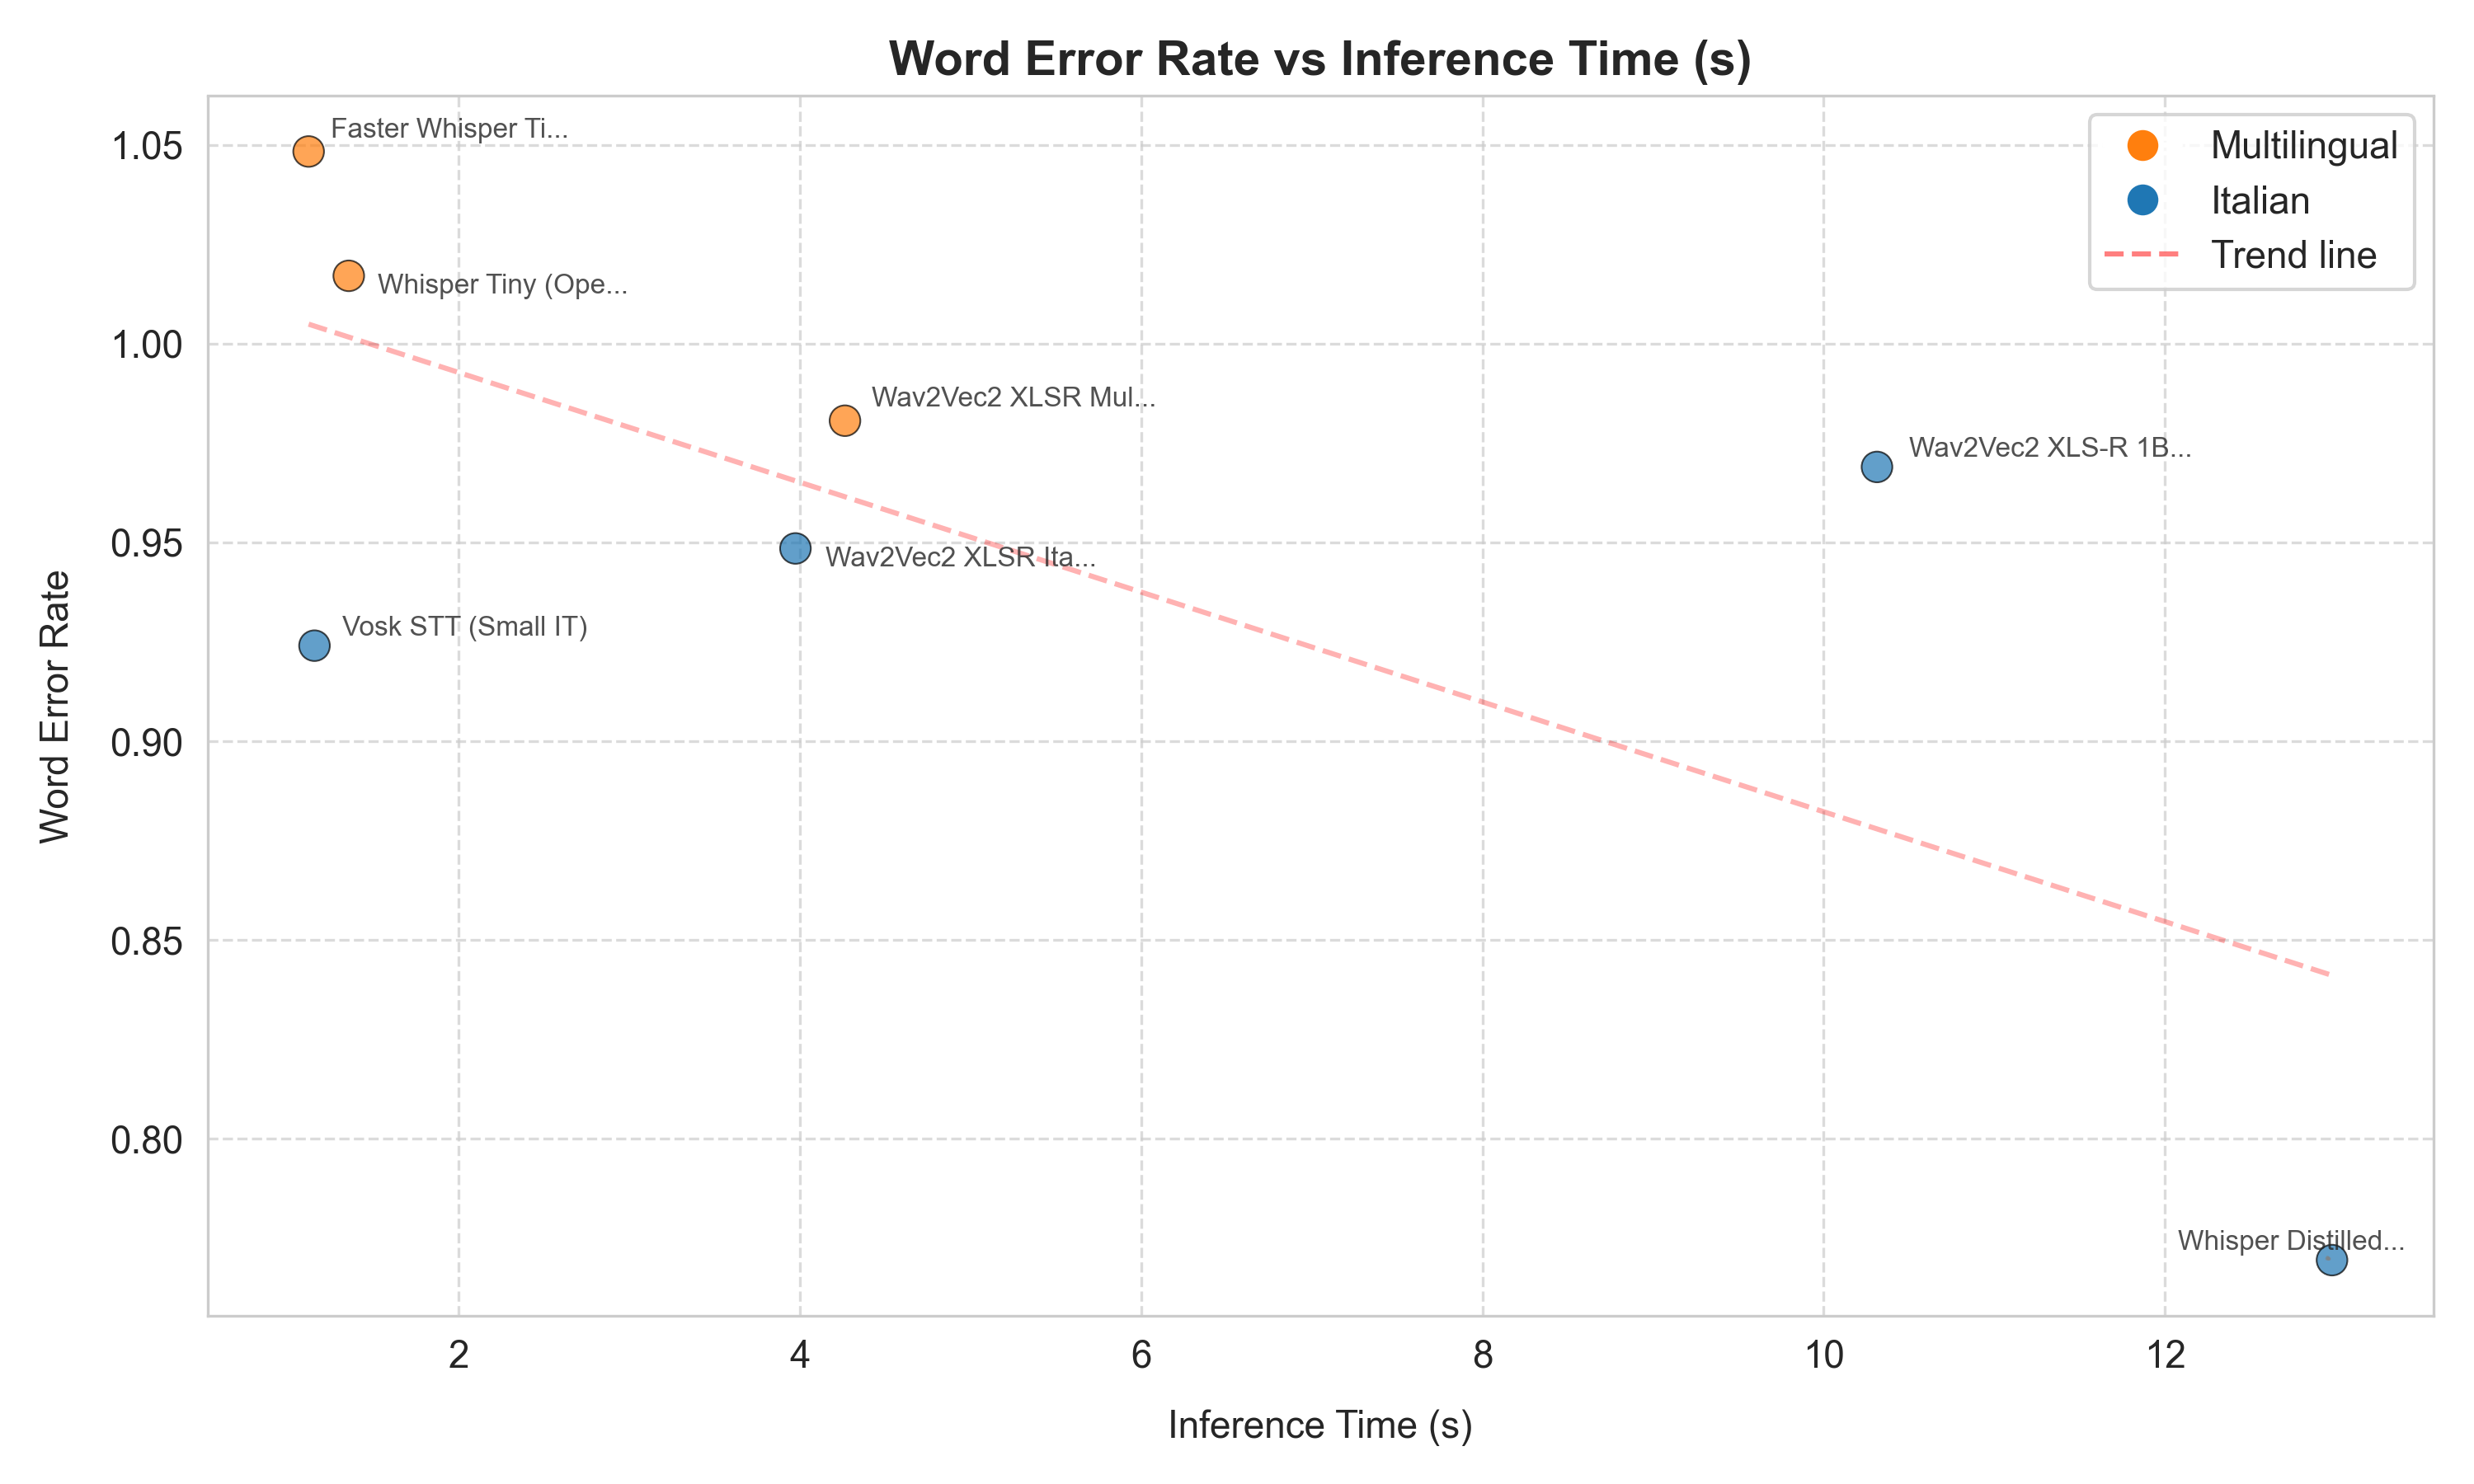 Word Error Rate vs Inference Time (s)
Faster Whisper Ti...
Whisper Tiny (Ope...
Wav2Vec2 XLSR Mul...
Wav2Vec2 XLS-R 1B...
Wav2Vec2 XLSR Ita...
Vosk STT (Small IT)
Whisper Distilled...
Multilingual
Italian
Trend line
Word Error Rate
1.05
1.00
0.95
0.90
0.85
0.80
2 4 6 8 10 12
Inference Time (s)